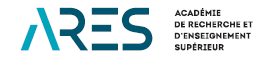 ARES
ACADÉMIE
DE RECHERCHE ET
D'ENSEIGNEMENT
SUPÉRIEUR